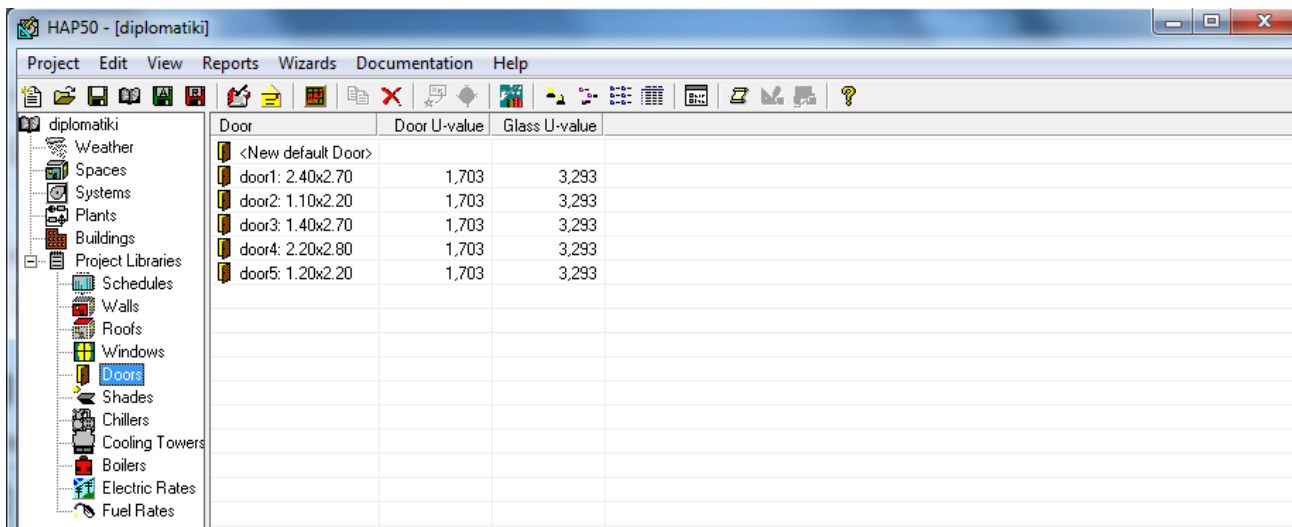 HAP50 - [diplomatiki]
Project Edit View Reports Wizards Documentation Help
diplomatiki
Weather
Spaces
Systems
Plants
Buildings
Project Libraries
Schedules
Walls
Roofs
Windows
Doors
Shades
Chillers
Cooling Towers
Boilers
Electric Rates
Fuel Rates
Door Door U-value Glass U-value
<New default Door>
door1: 2.40x2.70 1,703 3,293
door2: 1.10x2.20 1,703 3,293
door3: 1.40x2.70 1,703 3,293
door4: 2.20x2.80 1,703 3,293
door5: 1.20x2.20 1,703 3,293